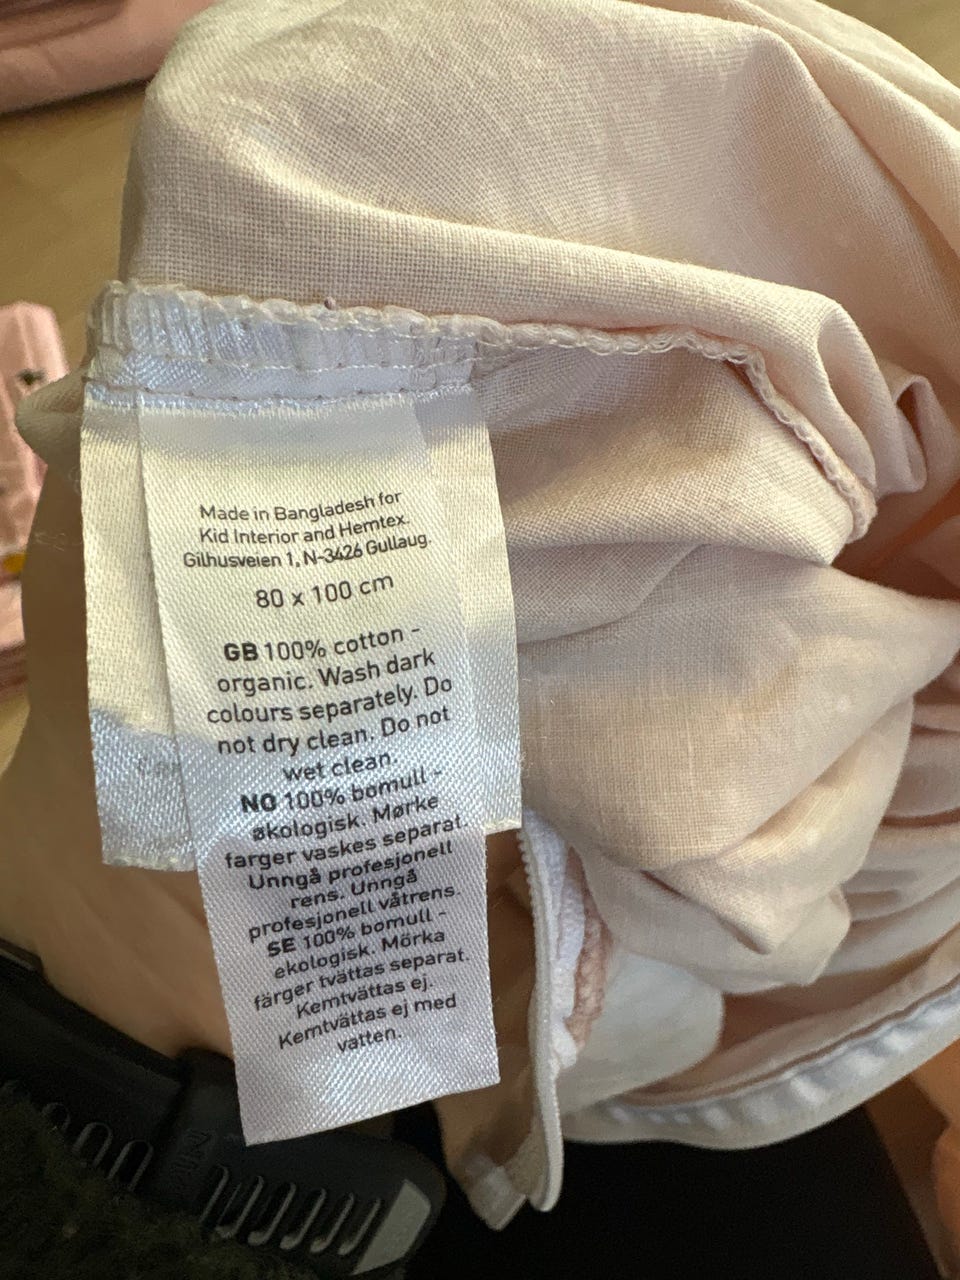 Made in Bangladesh for
Kid Interior and Hemtex.
Gilhusveien 1, N-3426 Gullaug.
80 x 100 cm
GB 100% cotton -
organic. Wash dark
colours separately. Do
not dry clean. Do not
wet clean.
NO 100% bomull -
økologisk. Mørke
farger vaskes separat.
Unngå profesjonell
rens. Unngå
profesjonell våtrens.
SE 100% bomull -
ekologisk. Mörka
färger tvättas separat.
Kemtvättas ej.
Kemtvättas ej med
vatten.